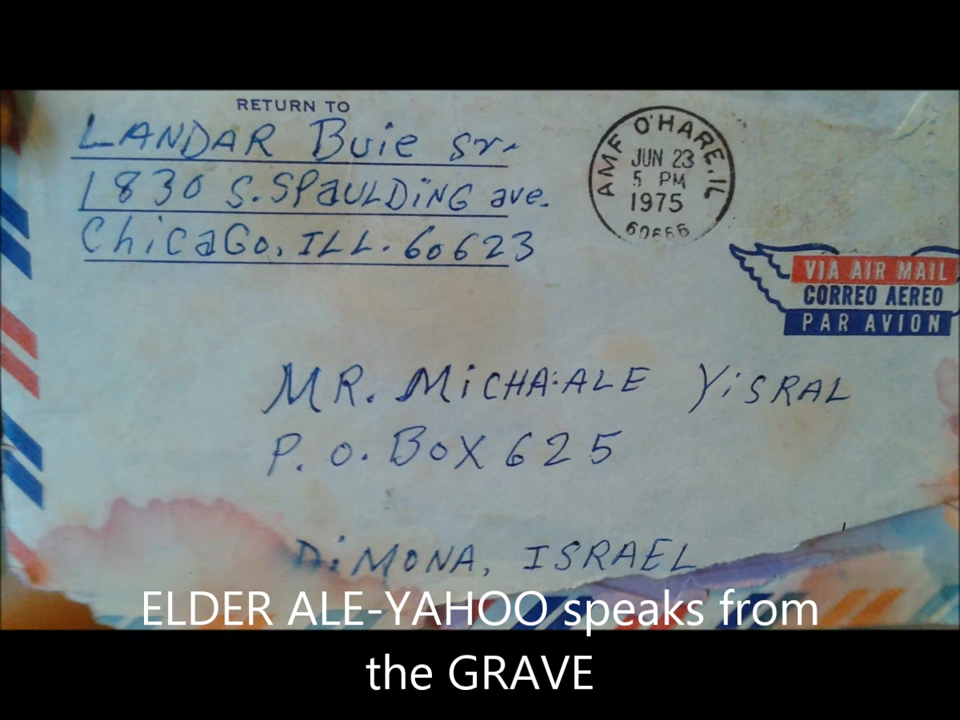 RETURN TO
LANDAR Buie Sr.
1830 S. SPaULDiNG ave.
ChiCaGo, ILL. 60623
AMF O'HARE, IL
JUN 23
5 PM
1975
60666
VIA AIR MAIL
CORREO AEREO
PAR AVION
MR. MiCHA:ALE YiSRAL
P. O. BOX 625
DiMONA, ISRAEL
ELDER ALE-YAHOO speaks from
the GRAVE